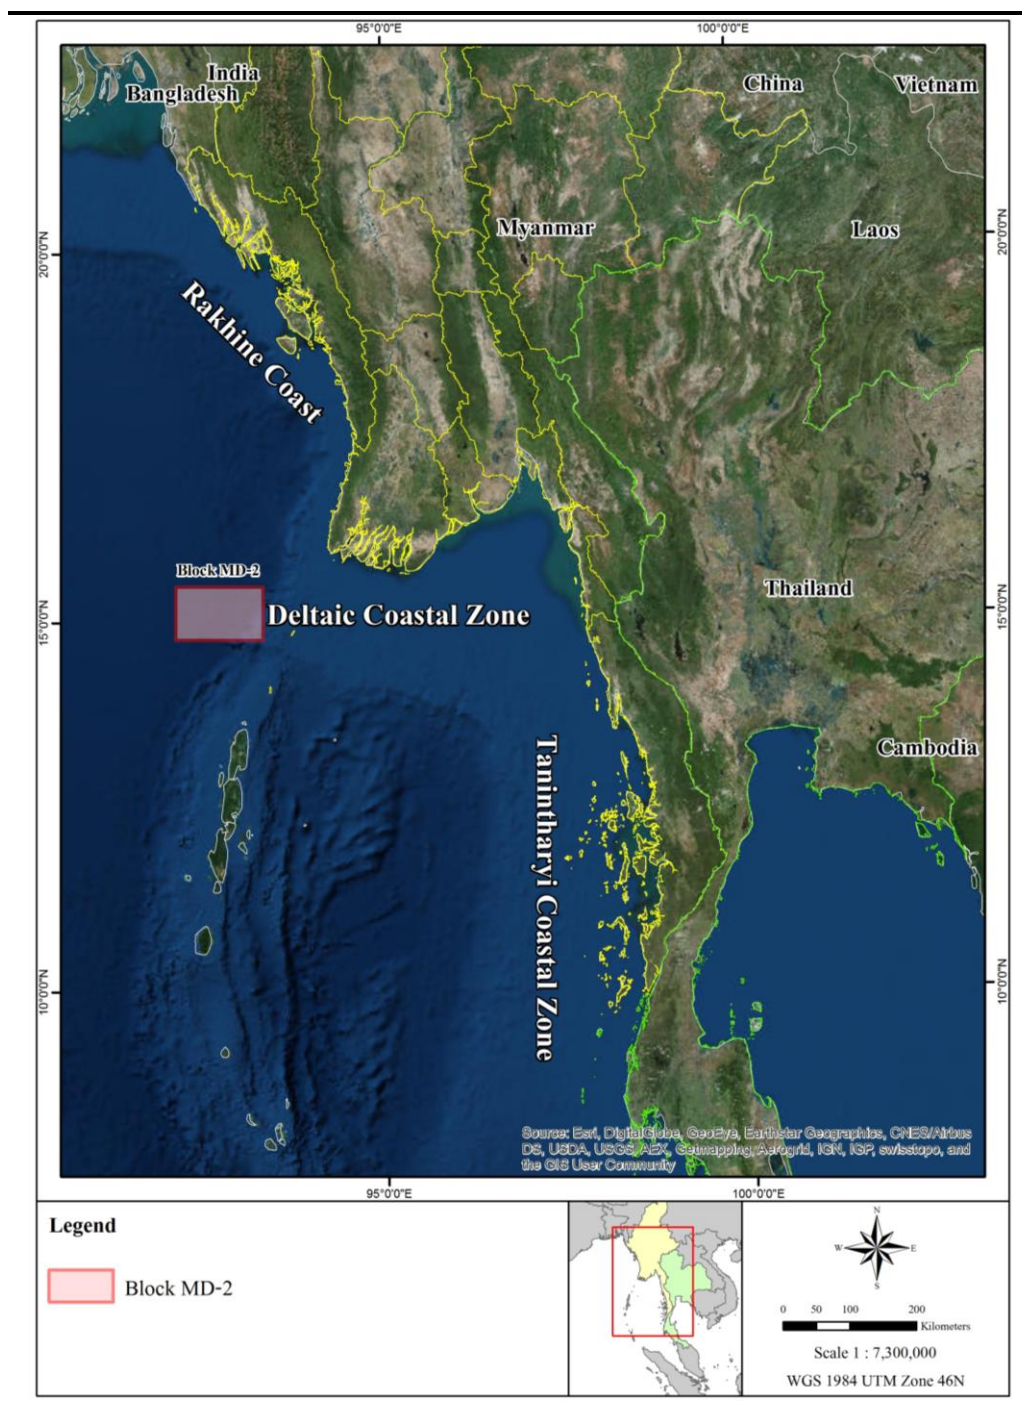 95°0'0"E
100°0'0"E
India
Bangladesh
China
Vietnam
Myanmar
Laos
20°0'0"N
20°0'0"N
Rakhine Coast
Block MD-2
Deltaic Coastal Zone
Thailand
15°0'0"N
15°0'0"N
Cambodia
Tanintharyi Coastal Zone
10°0'0"N
10°0'0"N
Source: Esri, DigitalGlobe, GeoEye, Earthstar Geographics, CNES/Airbus
DS, USDA, USGS, AEX, Getmapping, Aerogrid, IGN, IGP, swisstopo, and
the GIS User Community
95°0'0"E
100°0'0"E
Legend
Block MD-2
N
W
E
S
0 50 100 200
Kilometers
Scale 1 : 7,300,000
WGS 1984 UTM Zone 46N